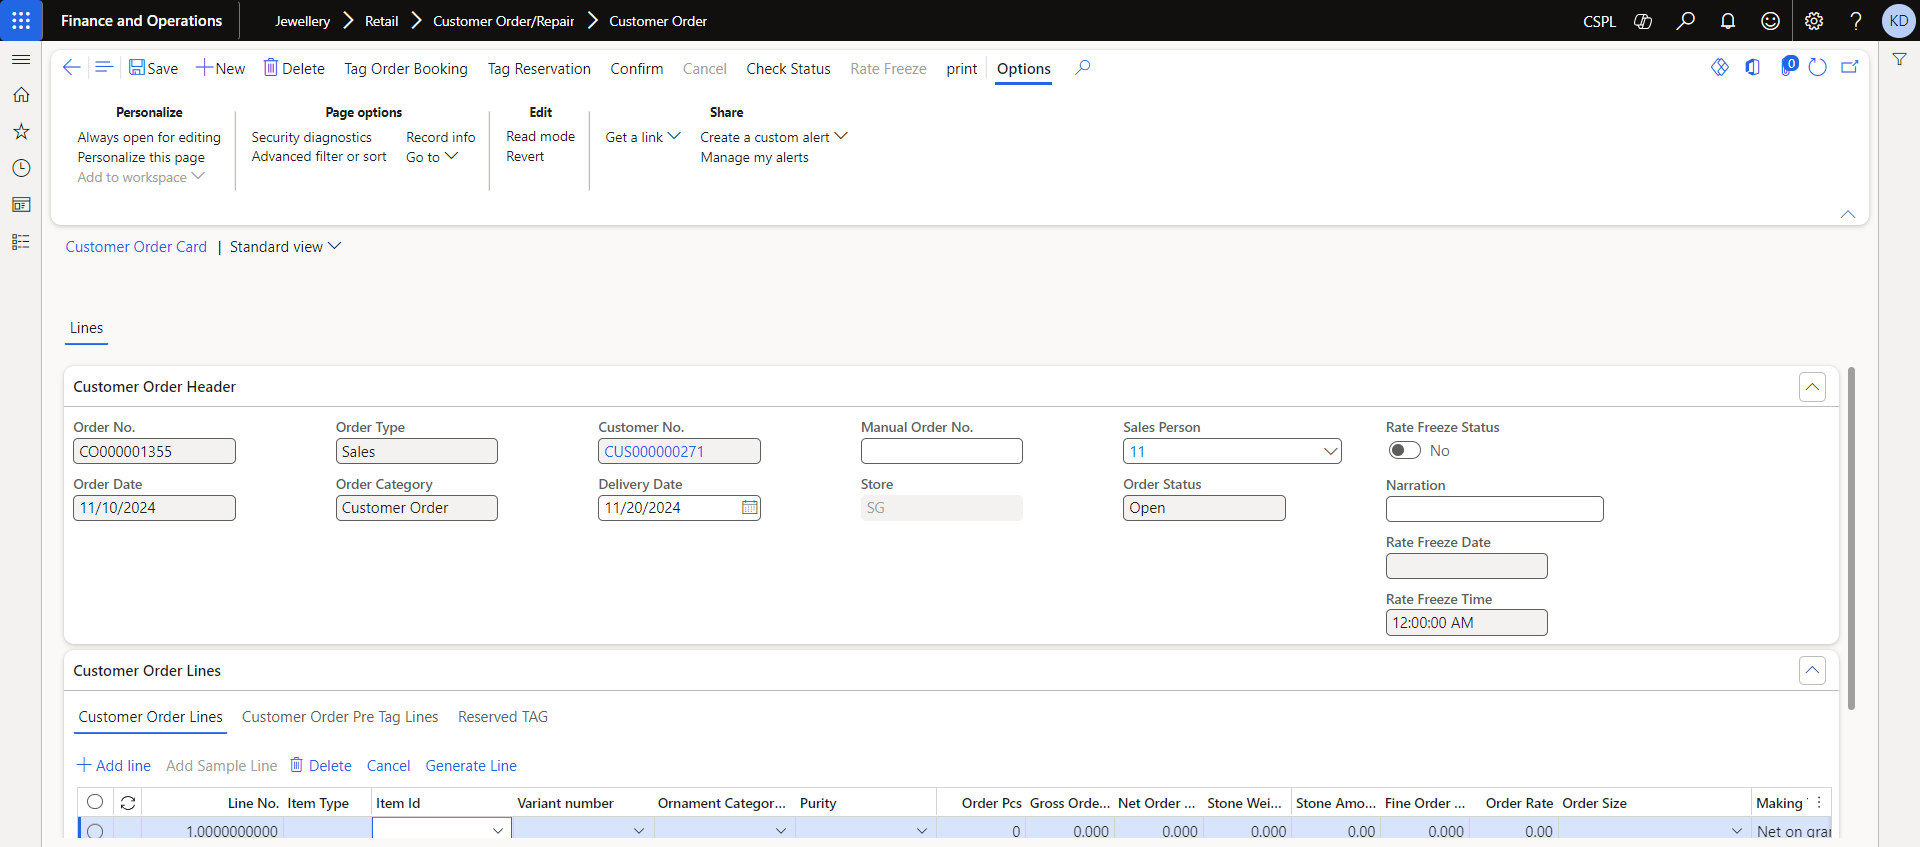 Finance and Operations
Jewellery
Retail
Customer Order/Repair
Customer Order
CSPL
KD
Save
New
Delete
Tag Order Booking
Tag Reservation
Confirm
Cancel
Check Status
Rate Freeze
print
Options
0
Personalize
Always open for editing
Personalize this page
Add to workspace
Page options
Security diagnostics
Advanced filter or sort
Record info
Go to
Edit
Read mode
Revert
Get a link
Share
Create a custom alert
Manage my alerts
Customer Order Card | Standard view
Lines
Customer Order Header
Order No.
CO000001355
Order Date
11/10/2024
Order Type
Sales
Order Category
Customer Order
Customer No.
CUS000000271
Delivery Date
11/20/2024
Manual Order No.
Store
SG
Sales Person
11
Order Status
Open
Rate Freeze Status
No
Narration
Rate Freeze Date
Rate Freeze Time
12:00:00 AM
Customer Order Lines
Customer Order Lines
Customer Order Pre Tag Lines
Reserved TAG
Add line
Add Sample Line
Delete
Cancel
Generate Line
Line No. Item Type Item Id Variant number Ornament Categor... Purity Order Pcs Gross Orde... Net Order ... Stone Wei... Stone Amo... Fine Order ... Order Rate Order Size Making
1.0000000000 0 0.000 0.000 0.000 0.00 0.000 0.00 Net on gra